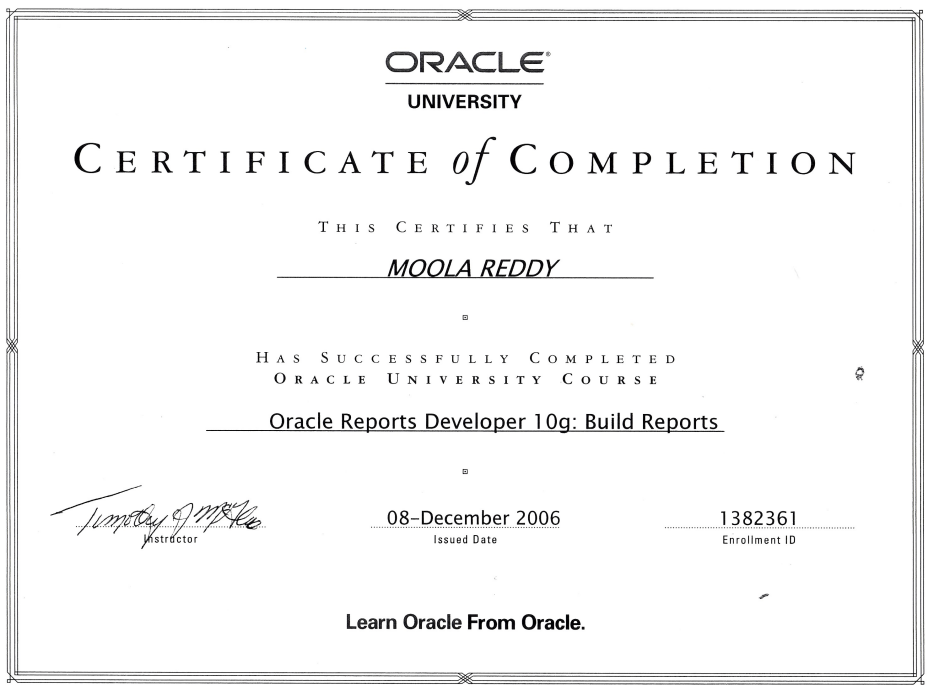 ORACLE®
UNIVERSITY
CERTIFICATE of COMPLETION
THIS CERTIFIES THAT
MOOLA REDDY
HAS SUCCESSFULLY COMPLETED
ORACLE UNIVERSITY COURSE
Oracle Reports Developer 10g: Build Reports
Timothy J
08-December 2006
1382361
Instructor
Issued Date
Enrollment ID
Learn Oracle From Oracle.